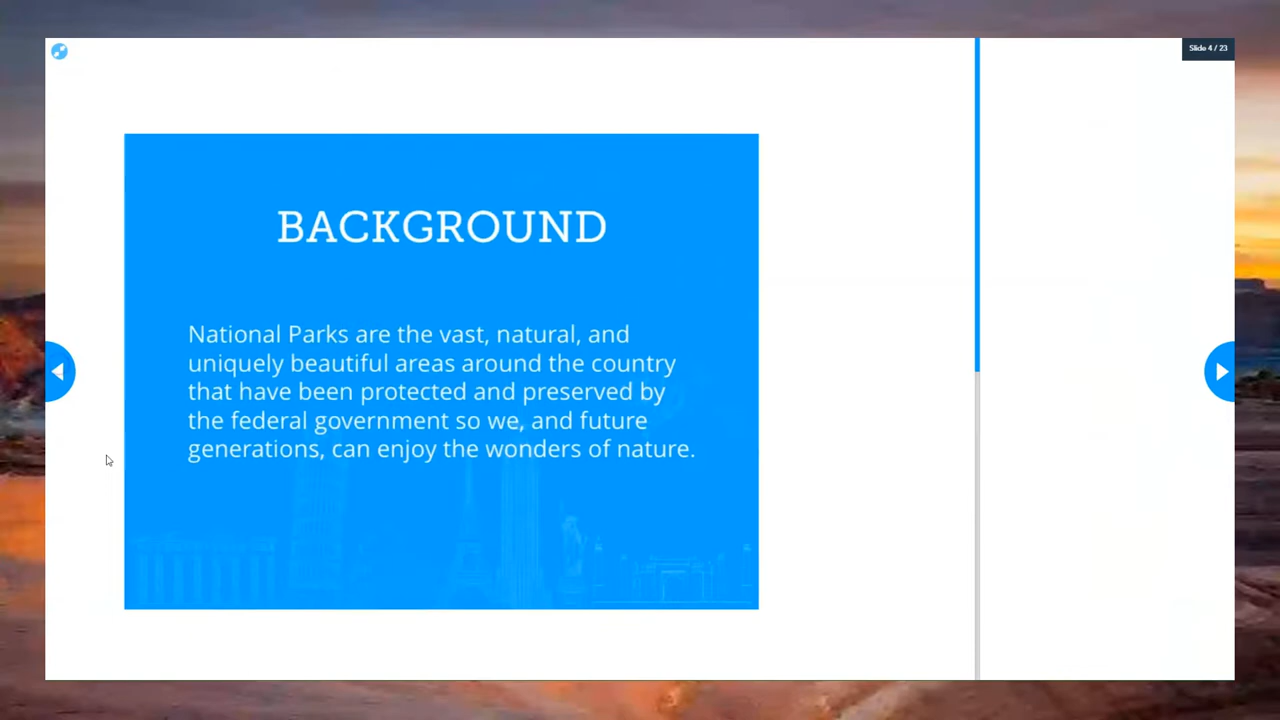 Slide 4 / 23
BACKGROUND
National Parks are the vast, natural, and
uniquely beautiful areas around the country
that have been protected and preserved by
the federal government so we, and future
generations, can enjoy the wonders of nature.